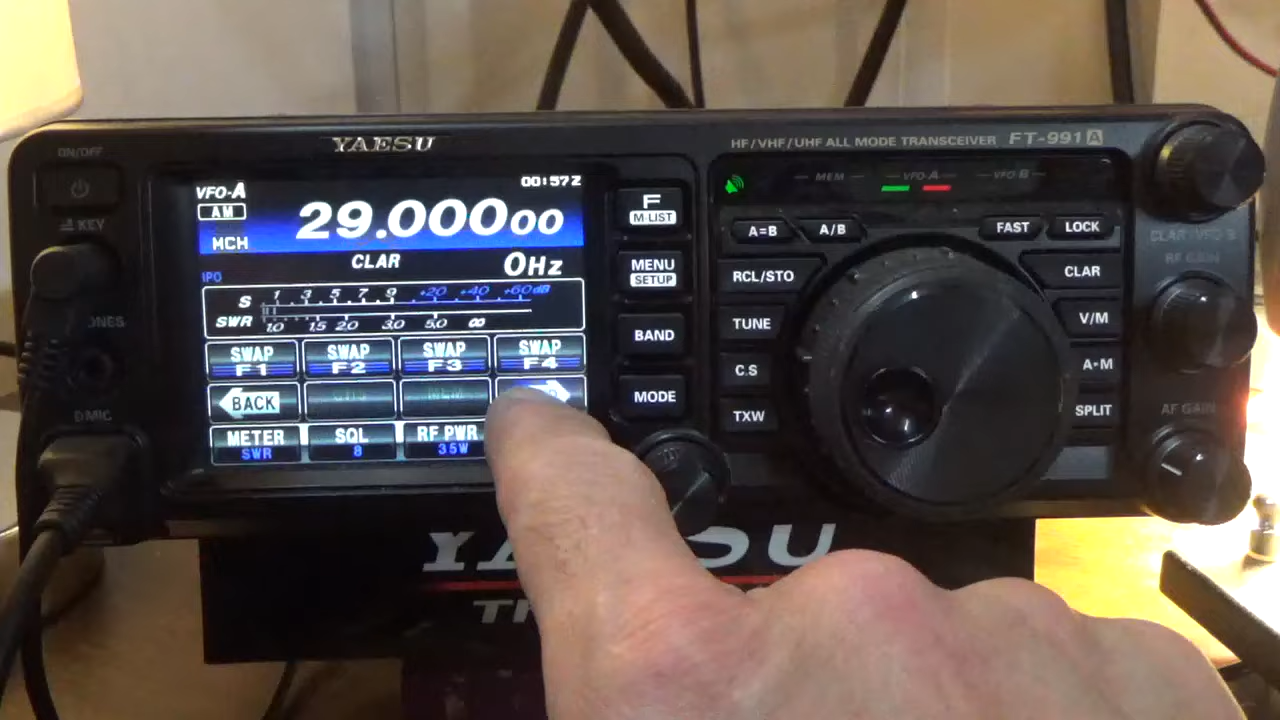 YAESU
HF/VHF/UHF ALL MODE TRANSCEIVER FT-991A
ON/OFF
VFO-A
00:57Z
AM
29.000.00
MCH
CLAR 0Hz
IPO
S 1 3 5 7 9 +20 +40 +60dB
SWR 1.0 1.5 2.0 3.0 5.0 ∞
SWAP F1
SWAP F2
SWAP F3
SWAP F4
BACK
METER SWR
SQL 8
RF PWR 35W
KEY
MIC
F
M-LIST
MENU
SETUP
BAND
MODE
MEM
VFO-A
VFO B
A=B
A/B
FAST
LOCK
RCL/STO
CLAR
TUNE
V/M
C.S
A▸M
TXW
SPLIT
CLAR/VFO-B
RF GAIN
AF GAIN